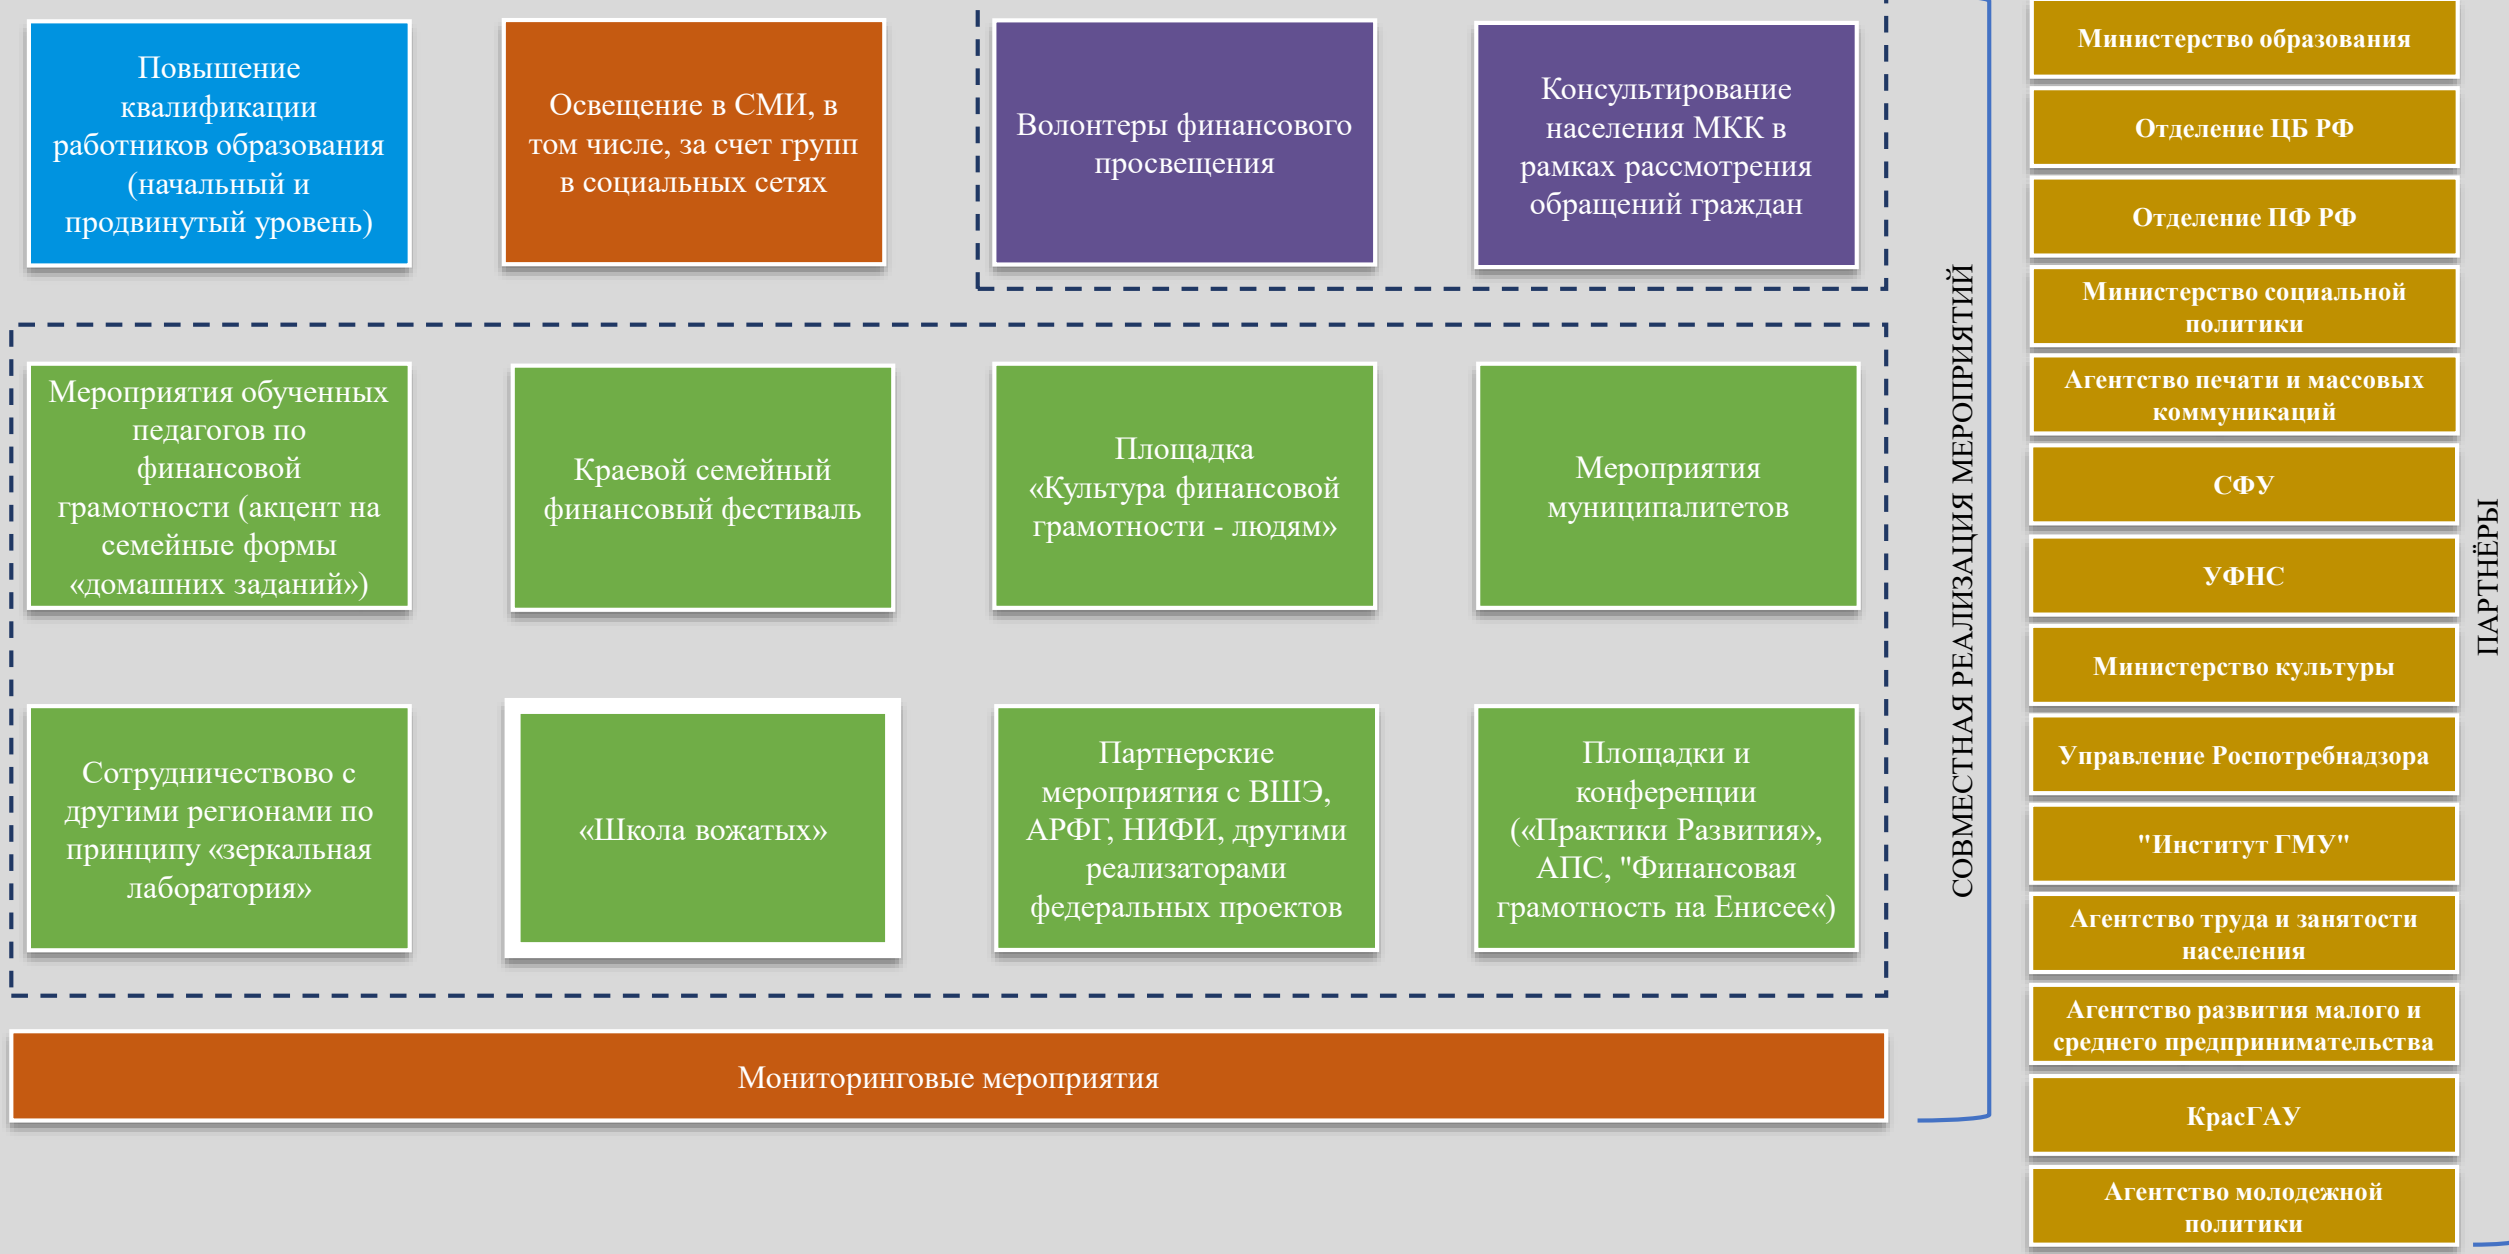 Повышение
квалификации
работников образования
(начальный и
продвинутый уровень)
Освещение в СМИ, в
том числе, за счет групп
в социальных сетях
Волонтеры финансового
просвещения
Консультирование
населения МКК в
рамках рассмотрения
обращений граждан
Мероприятия обученных
педагогов по
финансовой
грамотности (акцент на
семейные формы
«домашних заданий»)
Краевой семейный
финансовый фестиваль
Площадка
«Культура финансовой
грамотности - людям»
Мероприятия
муниципалитетов
Сотрудничествово с
другими регионами по
принципу «зеркальная
лаборатория»
«Школа вожатых»
Партнерские
мероприятия с ВШЭ,
АРФГ, НИФИ, другими
реализаторами
федеральных проектов
Площадки и
конференции
(«Практики Развития»,
АПС, "Финансовая
грамотность на Енисее«)
Мониторинговые мероприятия
СОВМЕСТНАЯ РЕАЛИЗАЦИЯ МЕРОПРИЯТИЙ
Министерство образования
Отделение ЦБ РФ
Отделение ПФ РФ
Министерство социальной
политики
Агентство печати и массовых
коммуникаций
СФУ
УФНС
Министерство культуры
Управление Роспотребнадзора
"Институт ГМУ"
Агентство труда и занятости
населения
Агентство развития малого и
среднего предпринимательства
КрасГАУ
Агентство молодежной
политики
ПАРТНЁРЫ